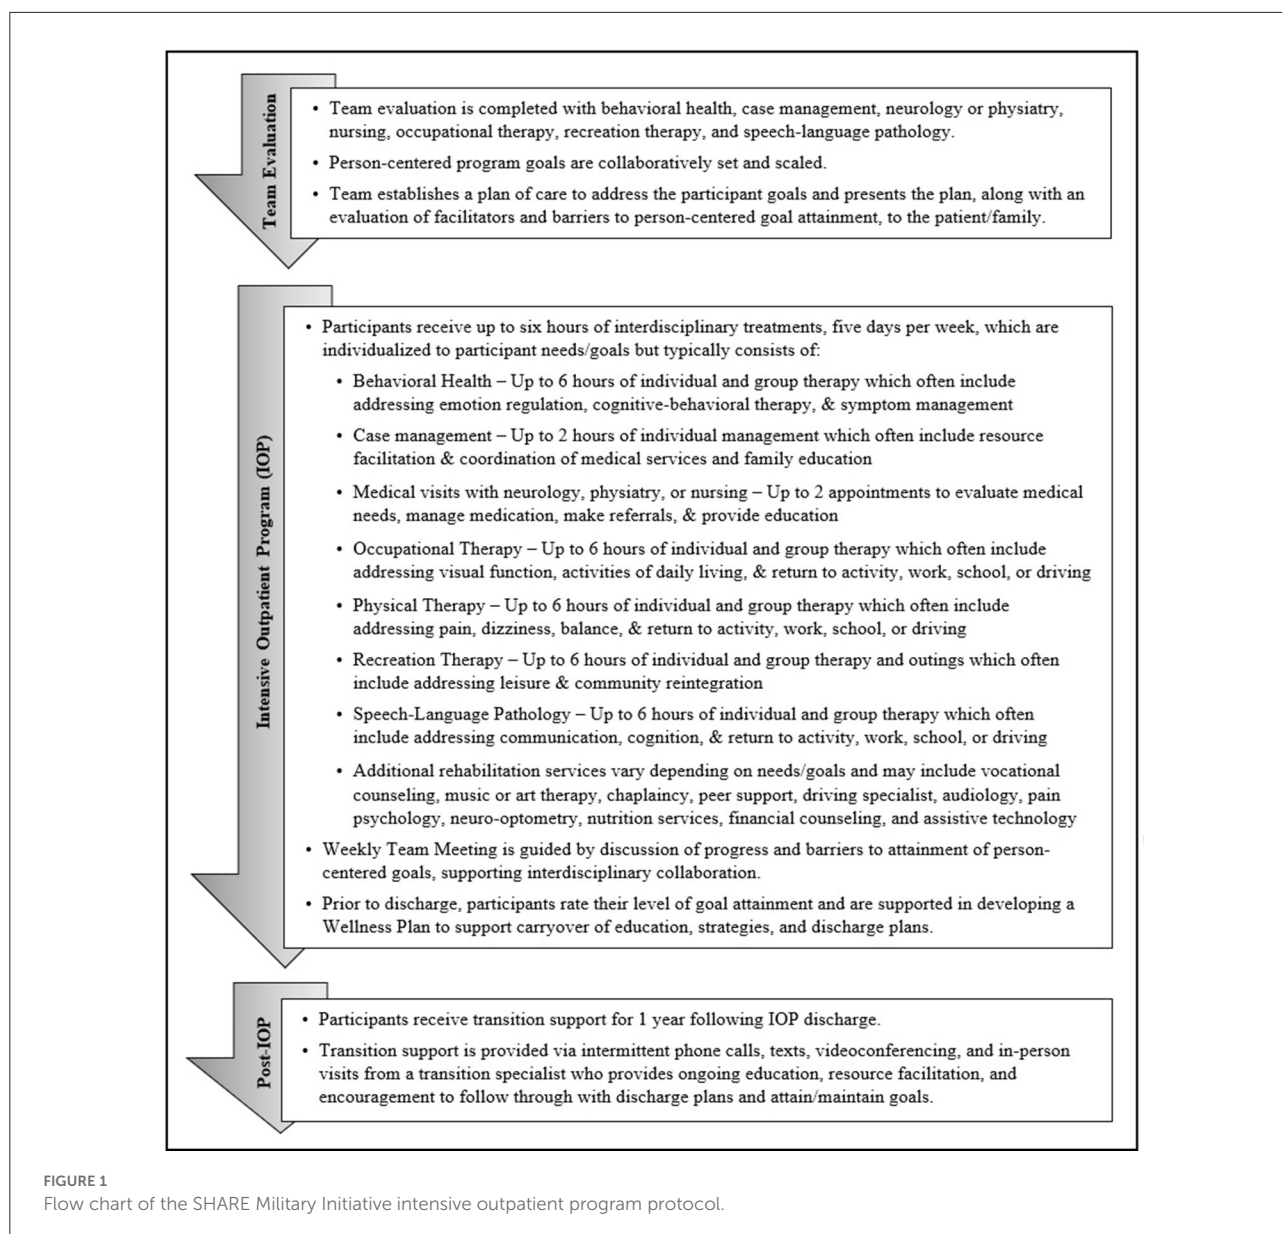 Team Evaluation
• Team evaluation is completed with behavioral health, case management, neurology or physiatry,
nursing, occupational therapy, recreation therapy, and speech-language pathology.
• Person-centered program goals are collaboratively set and scaled.
• Team establishes a plan of care to address the participant goals and presents the plan, along with an
evaluation of facilitators and barriers to person-centered goal attainment, to the patient/family.
Intensive Outpatient Program (IOP)
• Participants receive up to six hours of interdisciplinary treatments, five days per week, which are
individualized to participant needs/goals but typically consists of:
• Behavioral Health – Up to 6 hours of individual and group therapy which often include
addressing emotion regulation, cognitive-behavioral therapy, & symptom management
• Case management – Up to 2 hours of individual management which often include resource
facilitation & coordination of medical services and family education
• Medical visits with neurology, physiatry, or nursing – Up to 2 appointments to evaluate medical
needs, manage medication, make referrals, & provide education
• Occupational Therapy – Up to 6 hours of individual and group therapy which often include
addressing visual function, activities of daily living, & return to activity, work, school, or driving
• Physical Therapy – Up to 6 hours of individual and group therapy which often include
addressing pain, dizziness, balance, & return to activity, work, school, or driving
• Recreation Therapy – Up to 6 hours of individual and group therapy and outings which often
include addressing leisure & community reintegration
• Speech-Language Pathology – Up to 6 hours of individual and group therapy which often
include addressing communication, cognition, & return to activity, work, school, or driving
• Additional rehabilitation services vary depending on needs/goals and may include vocational
counseling, music or art therapy, chaplaincy, peer support, driving specialist, audiology, pain
psychology, neuro-optometry, nutrition services, financial counseling, and assistive technology
• Weekly Team Meeting is guided by discussion of progress and barriers to attainment of person-
centered goals, supporting interdisciplinary collaboration.
• Prior to discharge, participants rate their level of goal attainment and are supported in developing a
Wellness Plan to support carryover of education, strategies, and discharge plans.
Post-IOP
• Participants receive transition support for 1 year following IOP discharge.
• Transition support is provided via intermittent phone calls, texts, videoconferencing, and in-person
visits from a transition specialist who provides ongoing education, resource facilitation, and
encouragement to follow through with discharge plans and attain/maintain goals.
FIGURE 1
Flow chart of the SHARE Military Initiative intensive outpatient program protocol.